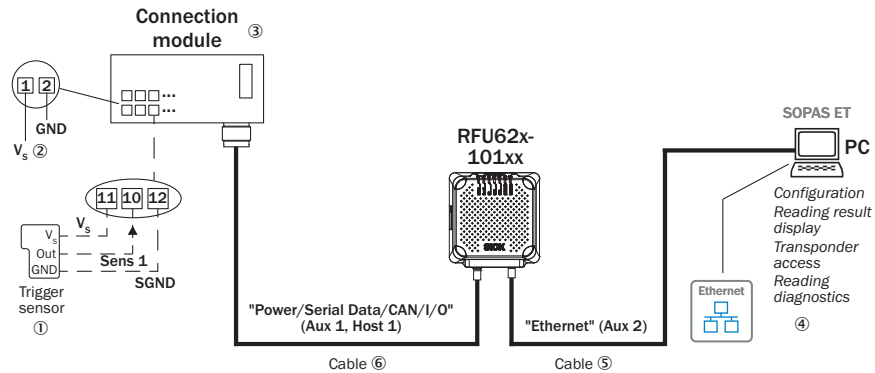 Connection
module
③
1 2
GND
Vs ②
...
...
11 10 12
Vs
Vs
Out
GND
Sens 1
SGND
Trigger
sensor
①
RFU62x-
101xx
SICK
"Power/Serial Data/CAN/I/O"
(Aux 1, Host 1)
Cable ⑥
"Ethernet" (Aux 2)
Cable ⑤
SOPAS ET
PC
Configuration
Reading result
display
Transponder
access
Reading
diagnostics
④
Ethernet